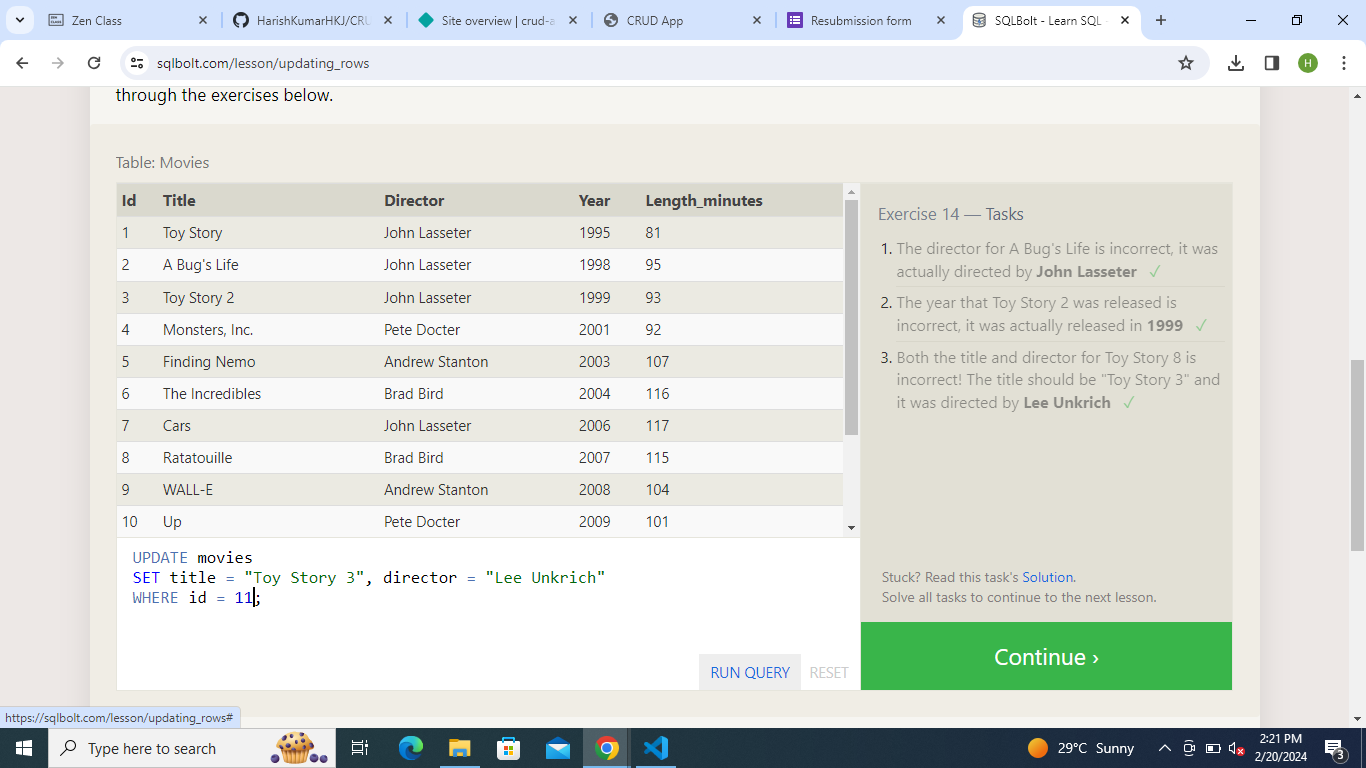 Zen Class
HarishKumarHKJ/CRU
Site overview | crud-a
CRUD App
Resubmission form
SQLBolt - Learn SQL -
sqlbolt.com/lesson/updating_rows
H
through the exercises below.
Table: Movies
Id Title Director Year Length_minutes
1 Toy Story John Lasseter 1995 81
2 A Bug's Life John Lasseter 1998 95
3 Toy Story 2 John Lasseter 1999 93
4 Monsters, Inc. Pete Docter 2001 92
5 Finding Nemo Andrew Stanton 2003 107
6 The Incredibles Brad Bird 2004 116
7 Cars John Lasseter 2006 117
8 Ratatouille Brad Bird 2007 115
9 WALL-E Andrew Stanton 2008 104
10 Up Pete Docter 2009 101
UPDATE movies
SET title = "Toy Story 3", director = "Lee Unkrich"
WHERE id = 11;
RUN QUERY RESET
Exercise 14 — Tasks
1. The director for A Bug's Life is incorrect, it was
actually directed by John Lasseter ✓
2. The year that Toy Story 2 was released is
incorrect, it was actually released in 1999 ✓
3. Both the title and director for Toy Story 8 is
incorrect! The title should be "Toy Story 3" and
it was directed by Lee Unkrich ✓
Stuck? Read this task's Solution.
Solve all tasks to continue to the next lesson.
Continue ›
https://sqlbolt.com/lesson/updating_rows#
Type here to search
29°C Sunny
2:21 PM
2/20/2024
3